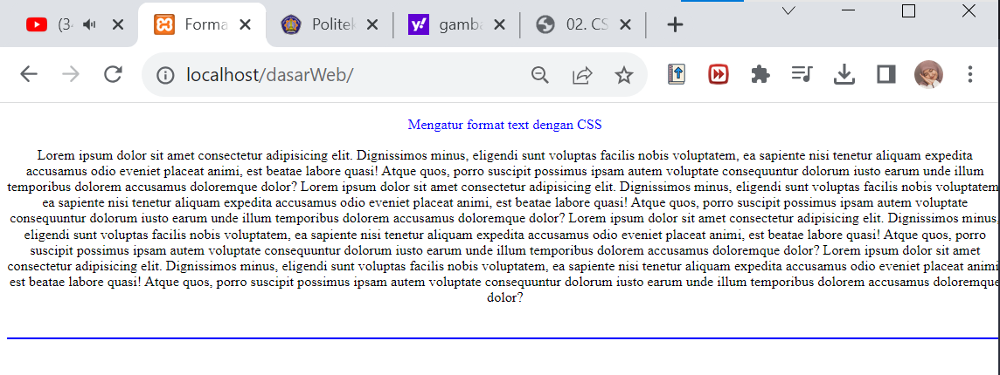 (3
Forma
Politek
gamba
02. CS
localhost/dasarWeb/
Mengatur format text dengan CSS
Lorem ipsum dolor sit amet consectetur adipisicing elit. Dignissimos minus, eligendi sunt voluptas facilis nobis voluptatem, ea sapiente nisi tenetur aliquam expedita
accusamus odio eveniet placeat animi, est beatae labore quasi! Atque quos, porro suscipit possimus ipsam autem voluptate consequuntur dolorum iusto earum unde illum
temporibus dolorem accusamus doloremque dolor? Lorem ipsum dolor sit amet consectetur adipisicing elit. Dignissimos minus, eligendi sunt voluptas facilis nobis voluptatem,
ea sapiente nisi tenetur aliquam expedita accusamus odio eveniet placeat animi, est beatae labore quasi! Atque quos, porro suscipit possimus ipsam autem voluptate
consequuntur dolorum iusto earum unde illum temporibus dolorem accusamus doloremque dolor? Lorem ipsum dolor sit amet consectetur adipisicing elit. Dignissimos minus,
eligendi sunt voluptas facilis nobis voluptatem, ea sapiente nisi tenetur aliquam expedita accusamus odio eveniet placeat animi, est beatae labore quasi! Atque quos, porro
suscipit possimus ipsam autem voluptate consequuntur dolorum iusto earum unde illum temporibus dolorem accusamus doloremque dolor? Lorem ipsum dolor sit amet
consectetur adipisicing elit. Dignissimos minus, eligendi sunt voluptas facilis nobis voluptatem, ea sapiente nisi tenetur aliquam expedita accusamus odio eveniet placeat animi,
est beatae labore quasi! Atque quos, porro suscipit possimus ipsam autem voluptate consequuntur dolorum iusto earum unde illum temporibus dolorem accusamus doloremque
dolor?